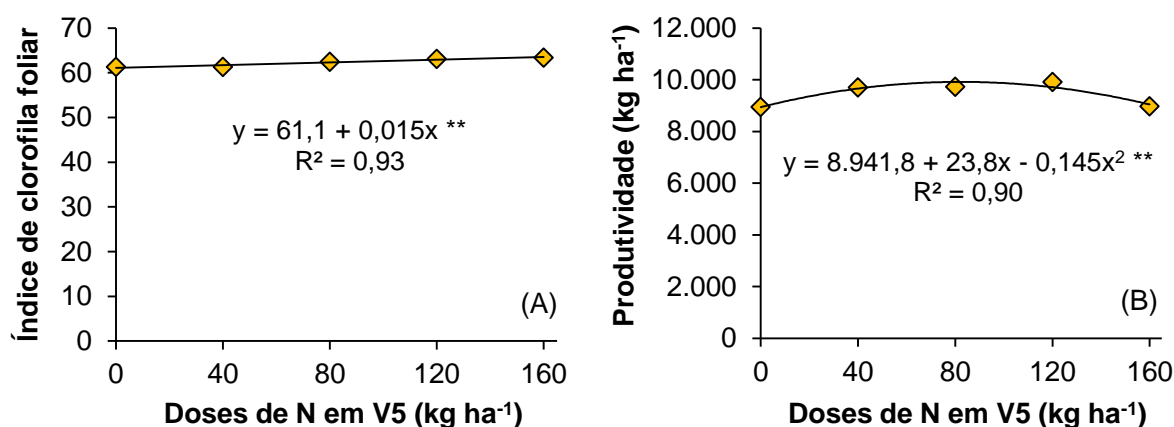 Índice de clorofila foliar
70
60
50
40
30
20
10
0
y = 61,1 + 0,015x **
R² = 0,93
(A)
0 40 80 120 160
Doses de N em V5 (kg ha⁻¹)
Produtividade (kg ha⁻¹)
12.000
10.000
8.000
6.000
4.000
2.000
0
y = 8.941,8 + 23,8x - 0,145x² **
R² = 0,90
(B)
0 40 80 120 160
Doses de N em V5 (kg ha⁻¹)